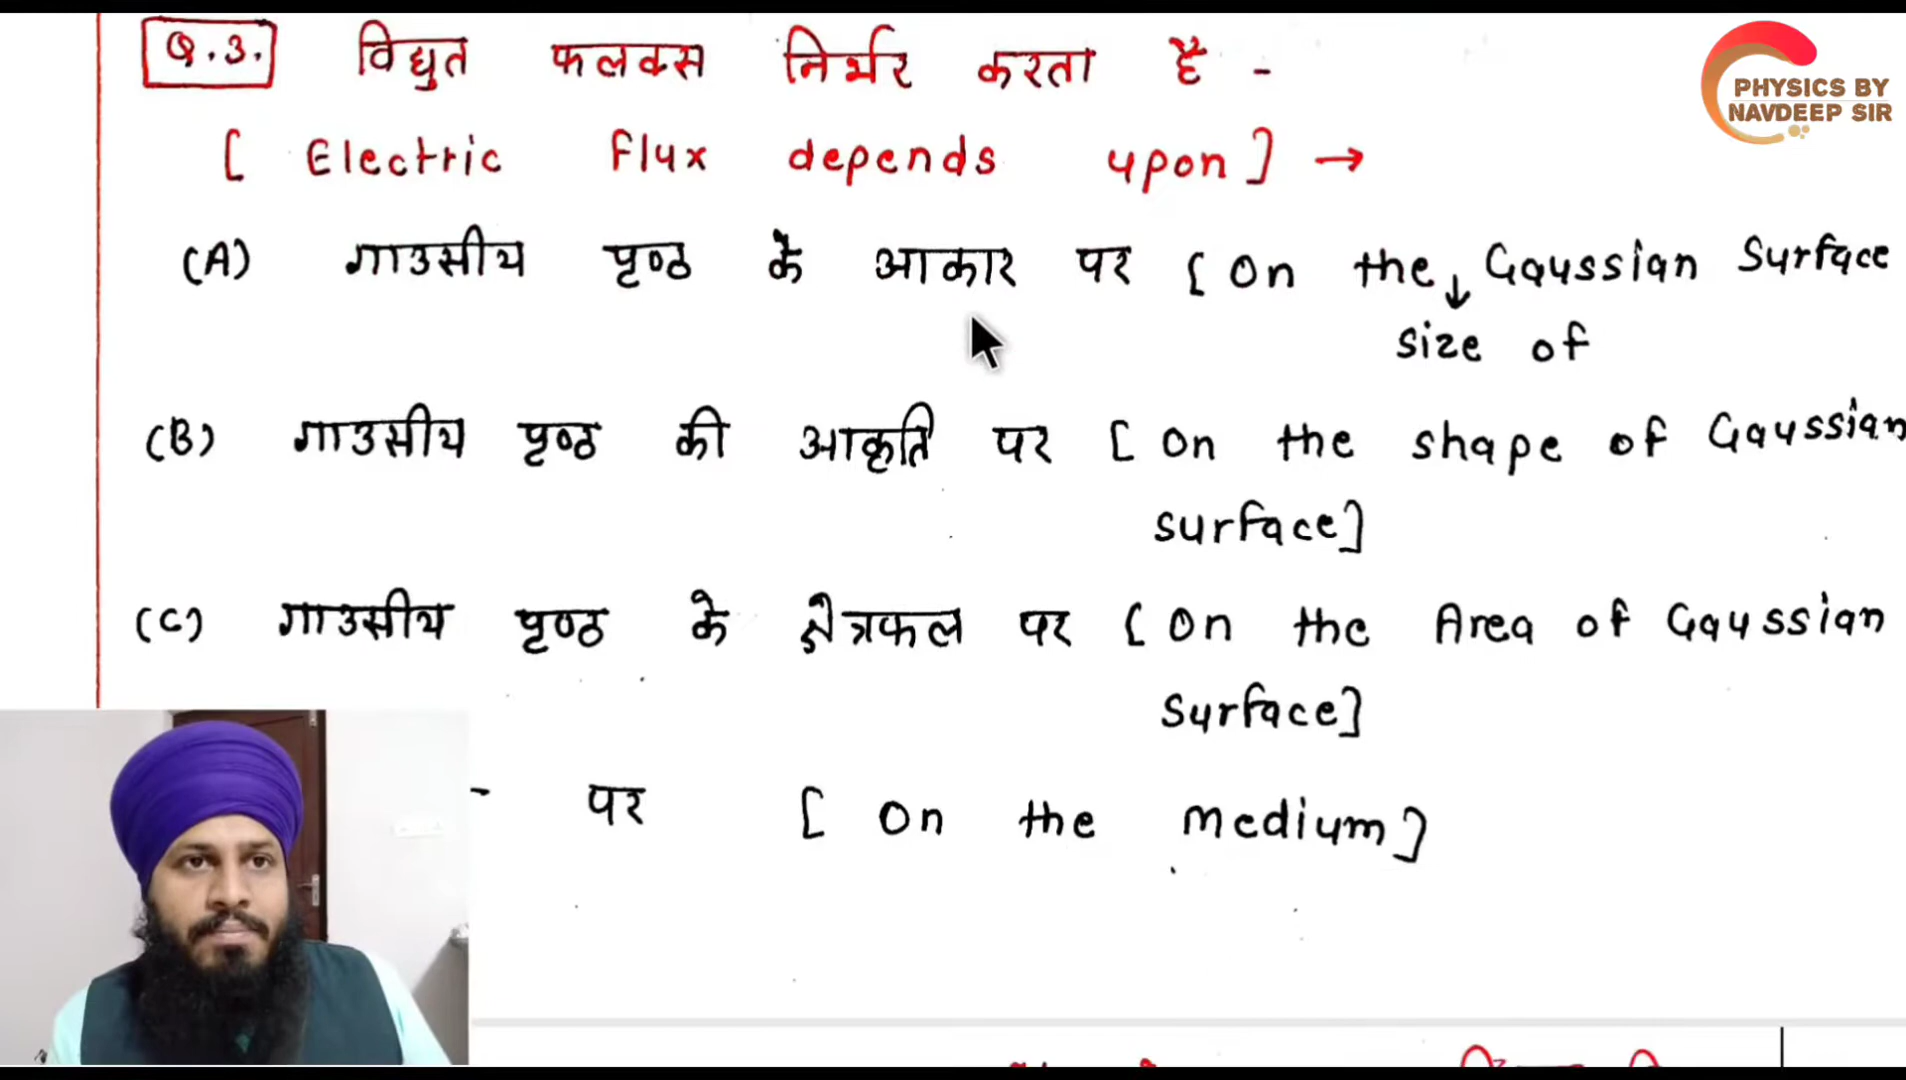 Q.3. विद्युत फलक्स निर्भर करता है -
PHYSICS BY
NAVDEEP SIR
[ Electric Flux depends upon ] →
(A) गाउसीय पृष्ठ के आकार पर [ On the ↓ Gaussian Surface
size of
(B) गाउसीय पृष्ठ की आकृति पर [ On the shape of Gaussian
surface]
(C) गाउसीय पृष्ठ के क्षेत्रफल पर [ On the Area of Gaussian
Surface]
पर [ On the medium]